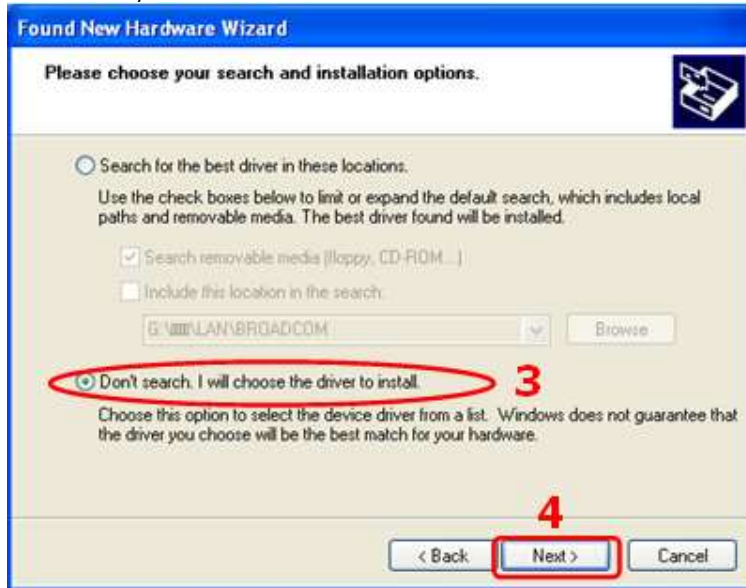 Found New Hardware Wizard
Please choose your search and installation options.
Search for the best driver in these locations.
Use the check boxes below to limit or expand the default search, which includes local
paths and removable media. The best driver found will be installed.
Search removable media (floppy, CD-ROM...)
Include this location in the search:
LAN\BROADCOM
Browse
Don't search. I will choose the driver to install.
3
Choose this option to select the device driver from a list. Windows does not guarantee that
the driver you choose will be the best match for your hardware.
4
< Back
Next >
Cancel